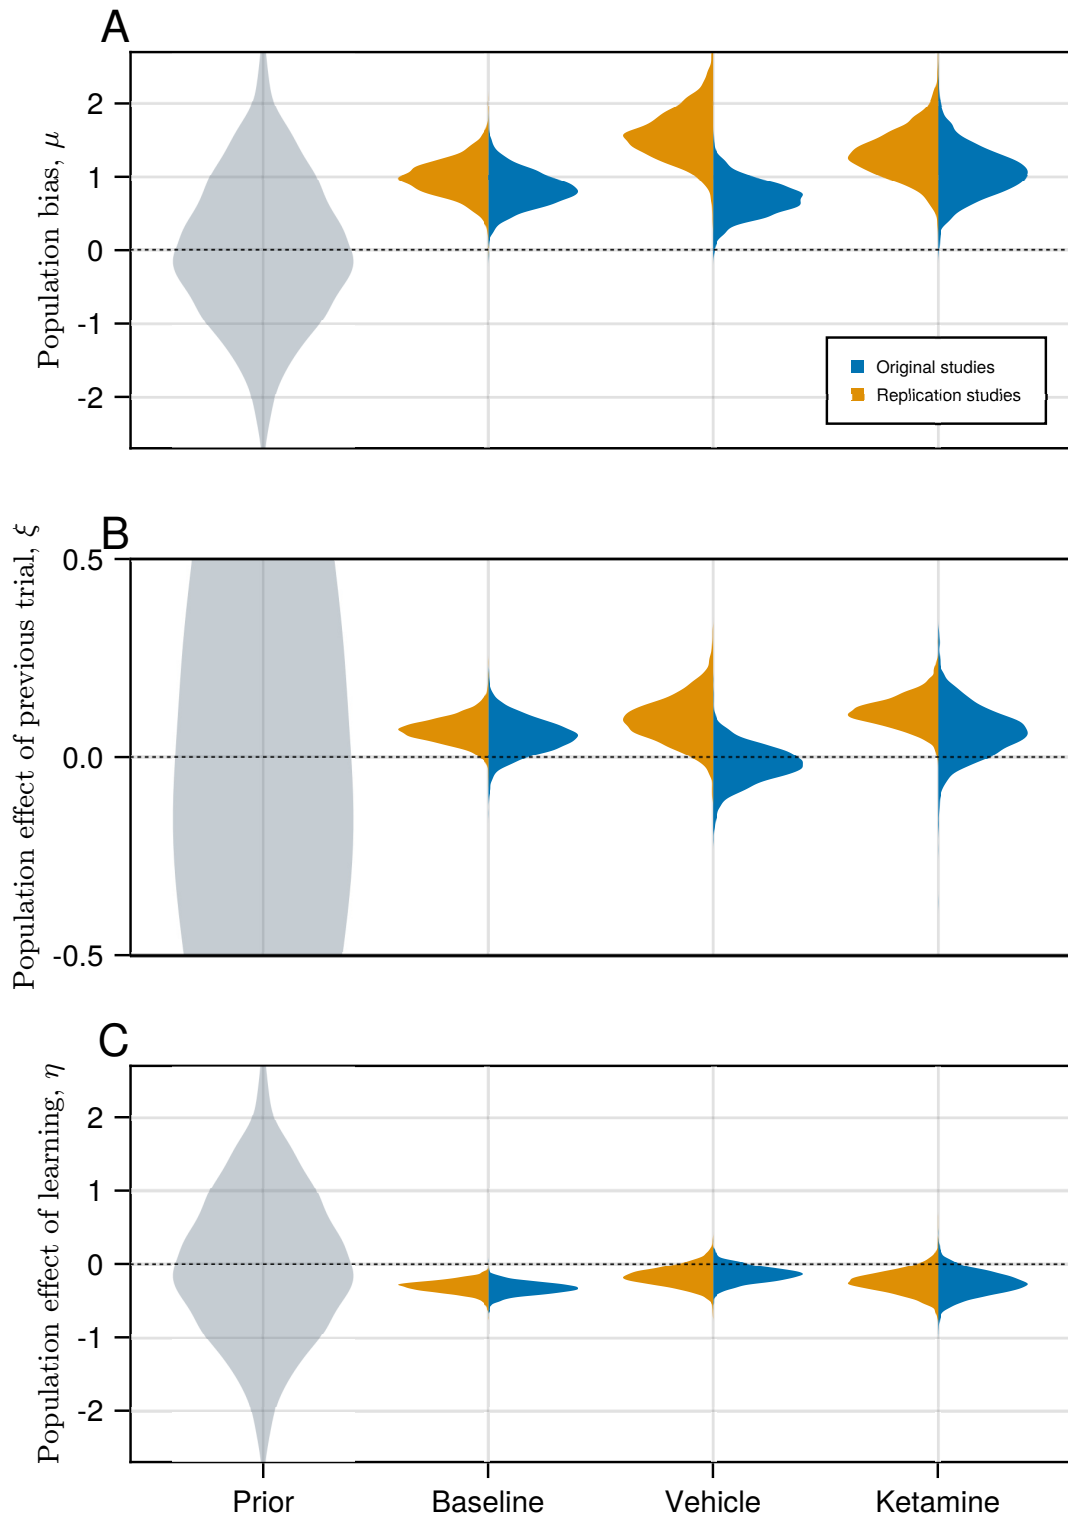 A
Population bias, μ
2
1
0
-1
-2
Original studies
Replication studies
B
Population effect of previous trial, ξ
0.5
0.0
-0.5
C
Population effect of learning, η
2
1
0
-1
-2
Prior Baseline Vehicle Ketamine